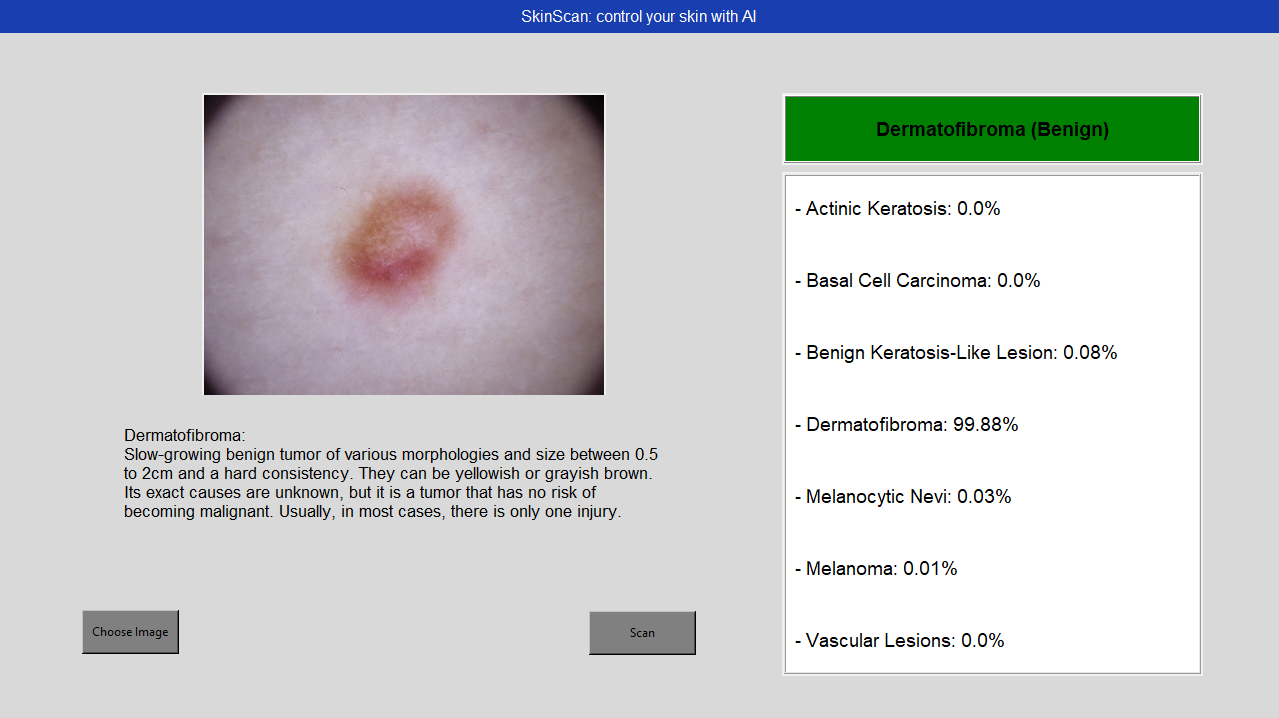 SkinScan: control your skin with AI
Dermatofibroma (Benign)
- Actinic Keratosis: 0.0%
- Basal Cell Carcinoma: 0.0%
- Benign Keratosis-Like Lesion: 0.08%
- Dermatofibroma: 99.88%
- Melanocytic Nevi: 0.03%
- Melanoma: 0.01%
- Vascular Lesions: 0.0%
Dermatofibroma:
Slow-growing benign tumor of various morphologies and size between 0.5
to 2cm and a hard consistency. They can be yellowish or grayish brown.
Its exact causes are unknown, but it is a tumor that has no risk of
becoming malignant. Usually, in most cases, there is only one injury.
Choose Image
Scan